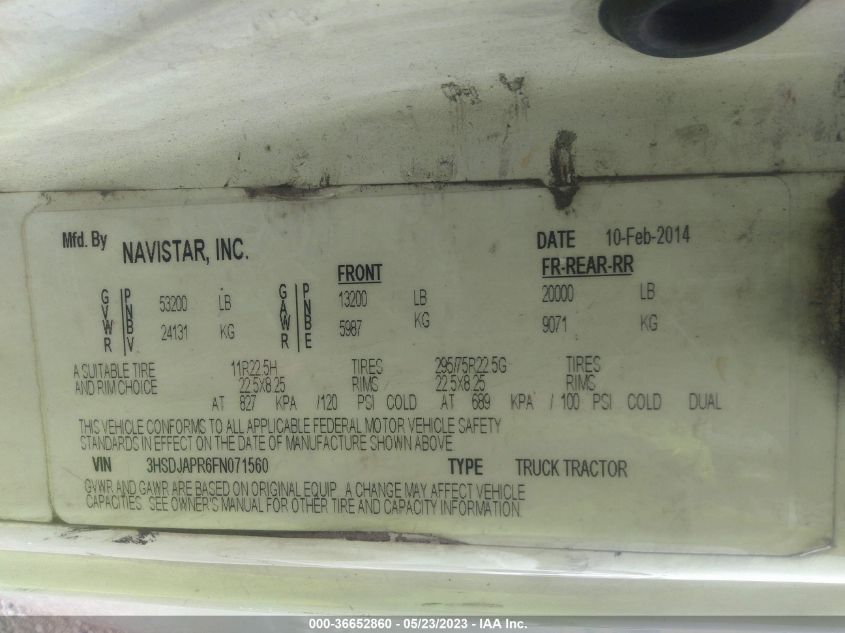 Mfd. By NAVISTAR, INC. DATE 10-Feb-2014
FRONT FR-REAR-RR
GVWR PNBV 53200 LB GAWR PNBE 13200 LB 20000 LB
24131 KG 5987 KG 9071 KG
A SUITABLE TIRE 11R22.5H TIRES 295/75R22.5G TIRES
AND RIM CHOICE 22.5X8.25 RIMS 22.5X8.25 RIMS
AT 827 KPA /120 PSI COLD AT 689 KPA / 100 PSI COLD DUAL
THIS VEHICLE CONFORMS TO ALL APPLICABLE FEDERAL MOTOR VEHICLE SAFETY
STANDARDS IN EFFECT ON THE DATE OF MANUFACTURE SHOWN ABOVE.
VIN 3HSDJAPR6FN071560 TYPE TRUCK TRACTOR
GVWR AND GAWR ARE BASED ON ORIGINAL EQUIP. A CHANGE MAY AFFECT VEHICLE
CAPACITIES. SEE OWNER'S MANUAL FOR OTHER TIRE AND CAPACITY INFORMATION.
000-36652860 - 05/23/2023 - IAA Inc.